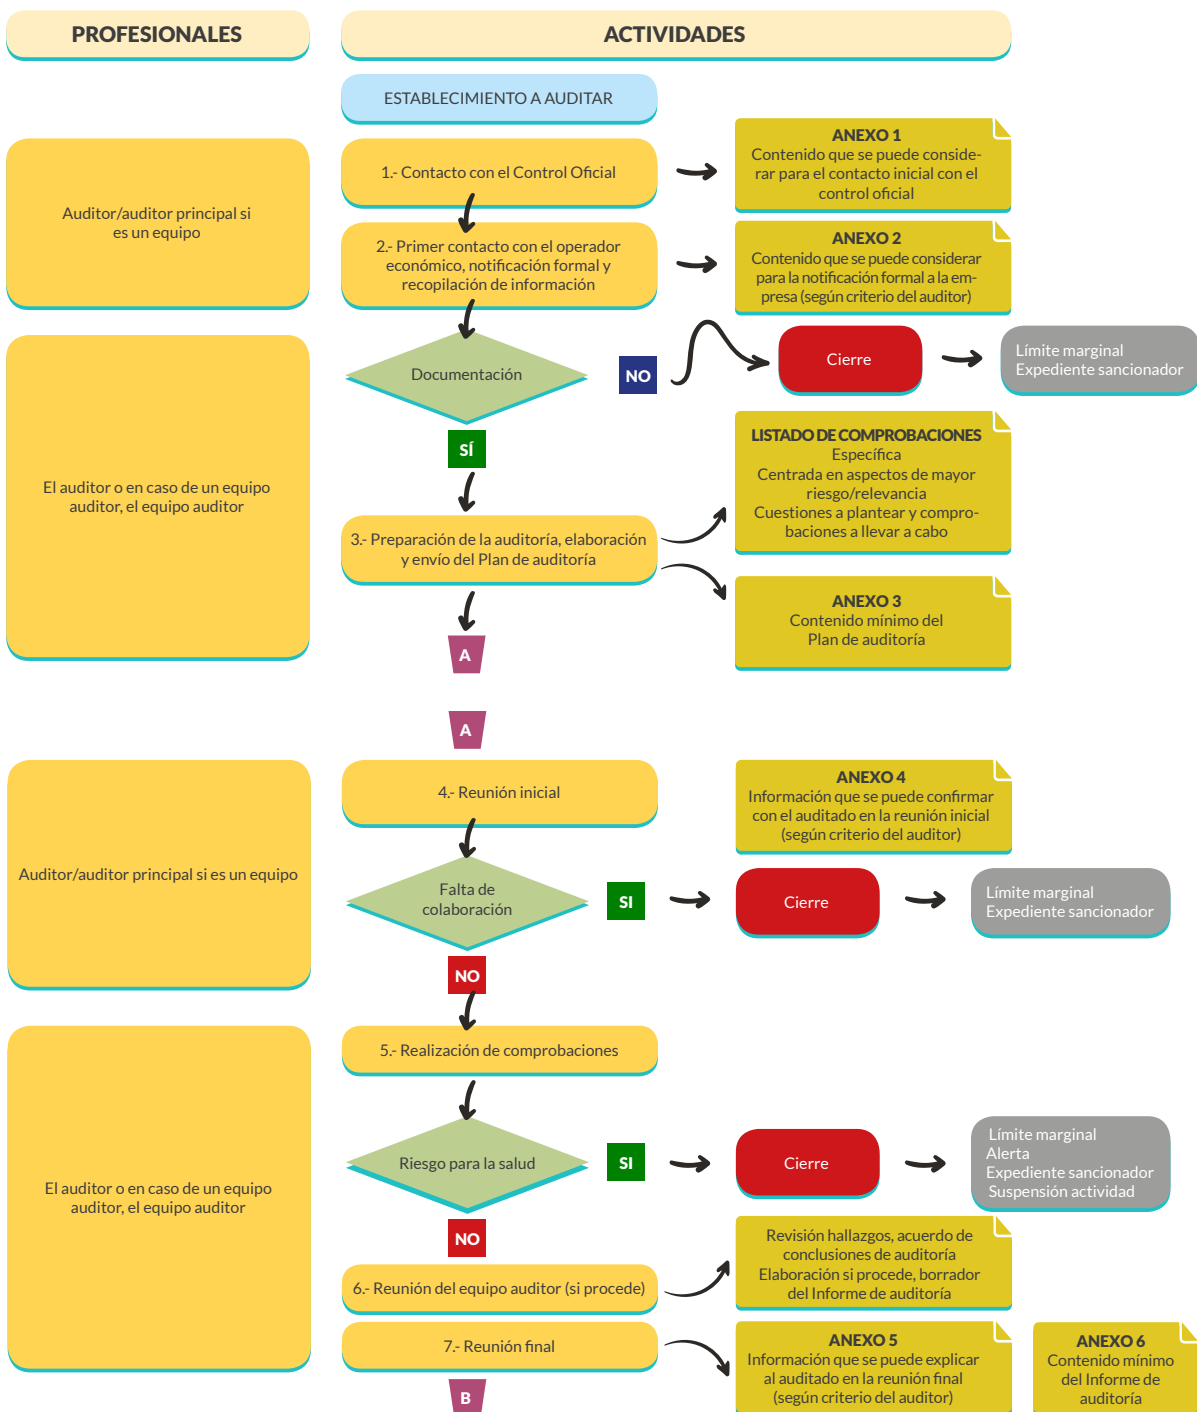 PROFESIONALES
ACTIVIDADES
ESTABLECIMIENTO A AUDITAR
Auditor/auditor principal si
es un equipo
1.- Contacto con el Control Oficial
ANEXO 1
Contenido que se puede conside-
rar para el contacto inicial con el
control oficial
2.- Primer contacto con el operador
económico, notificación formal y
recopilación de información
ANEXO 2
Contenido que se puede considerar
para la notificación formal a la em-
presa (según criterio del auditor)
El auditor o en caso de un equipo
auditor, el equipo auditor
Documentación
NO
Cierre
Límite marginal
Expediente sancionador
SÍ
LISTADO DE COMPROBACIONES
Específica
Centrada en aspectos de mayor
riesgo/relevancia
Cuestiones a plantear y compro-
baciones a llevar a cabo
3.- Preparación de la auditoría, elaboración
y envío del Plan de auditoría
ANEXO 3
Contenido mínimo del
Plan de auditoría
A
A
Auditor/auditor principal si es un equipo
4.- Reunión inicial
ANEXO 4
Información que se puede confirmar
con el auditado en la reunión inicial
(según criterio del auditor)
Falta de
colaboración
SI
Cierre
Límite marginal
Expediente sancionador
NO
El auditor o en caso de un equipo
auditor, el equipo auditor
5.- Realización de comprobaciones
Riesgo para la salud
SI
Cierre
Límite marginal
Alerta
Expediente sancionador
Suspensión actividad
NO
6.- Reunión del equipo auditor (si procede)
Revisión hallazgos, acuerdo de
conclusiones de auditoría
Elaboración si procede, borrador
del Informe de auditoría
7.- Reunión final
ANEXO 5
Información que se puede explicar
al auditado en la reunión final
(según criterio del auditor)
ANEXO 6
Contenido mínimo
del Informe de
auditoría
B